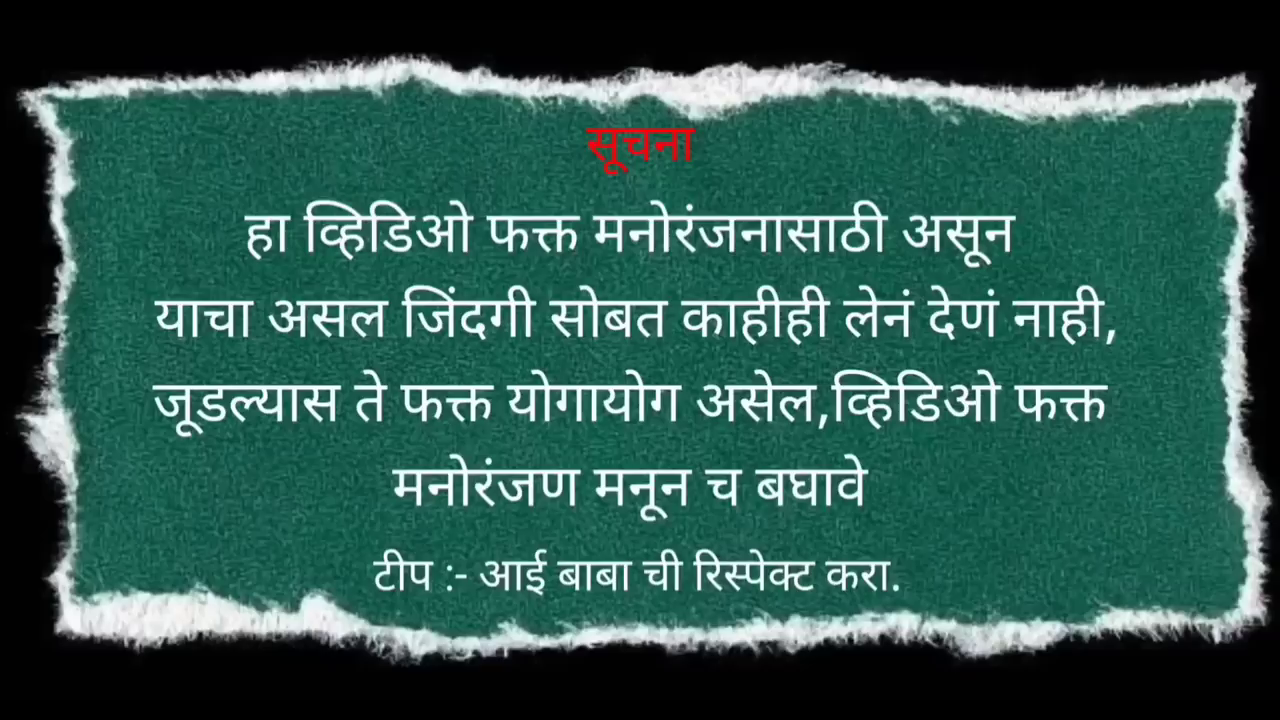 सूचना
हा व्हिडिओ फक्त मनोरंजनासाठी असून
याचा असल जिंदगी सोबत काहीही लेनं देणं नाही,
जूडल्यास ते फक्त योगायोग असेल,व्हिडिओ फक्त
मनोरंजण मनून च बघावे
टीप :- आई बाबा ची रिस्पेक्ट करा.